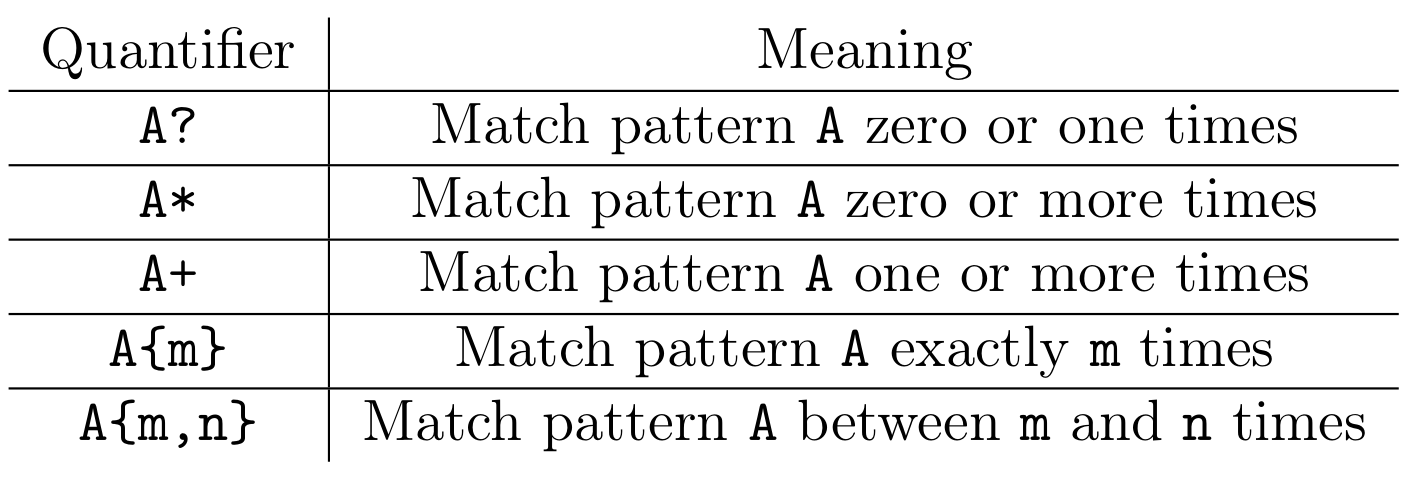 Quantifier Meaning
A? Match pattern A zero or one times
A* Match pattern A zero or more times
A+ Match pattern A one or more times
A{m} Match pattern A exactly m times
A{m,n} Match pattern A between m and n times